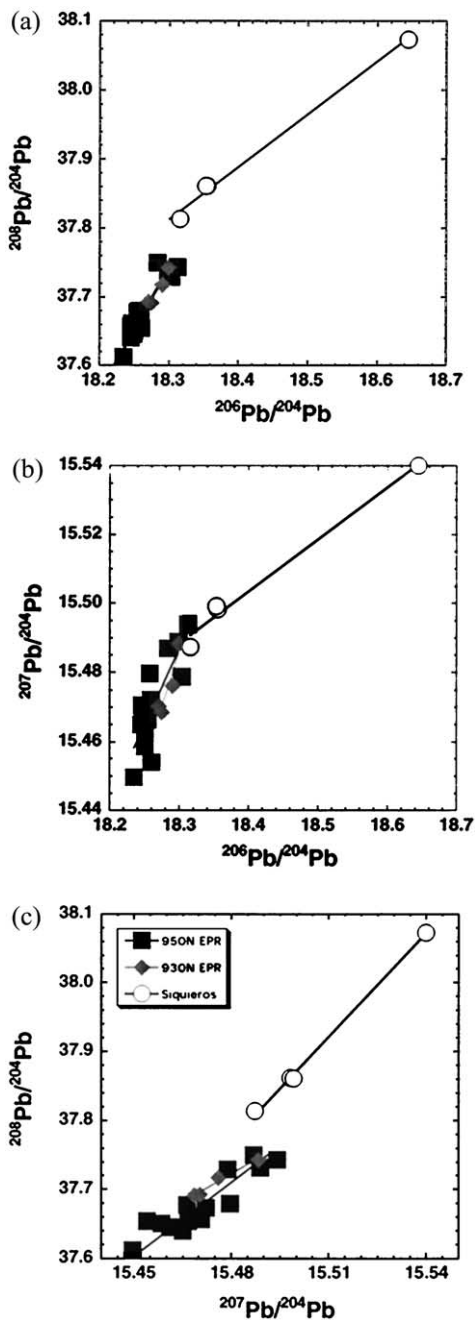 (a)
38.1
38.0
37.9
37.8
37.7
37.6
²⁰⁸Pb/²⁰⁴Pb
18.2 18.3 18.4 18.5 18.6 18.7
²⁰⁶Pb/²⁰⁴Pb
(b)
15.54
15.52
15.50
15.48
15.46
15.44
²⁰⁷Pb/²⁰⁴Pb
18.2 18.3 18.4 18.5 18.6 18.7
²⁰⁶Pb/²⁰⁴Pb
(c)
38.1
38.0
37.9
37.8
37.7
37.6
²⁰⁸Pb/²⁰⁴Pb
950N EPR
930N EPR
Siquieros
15.45 15.48 15.51 15.54
²⁰⁷Pb/²⁰⁴Pb